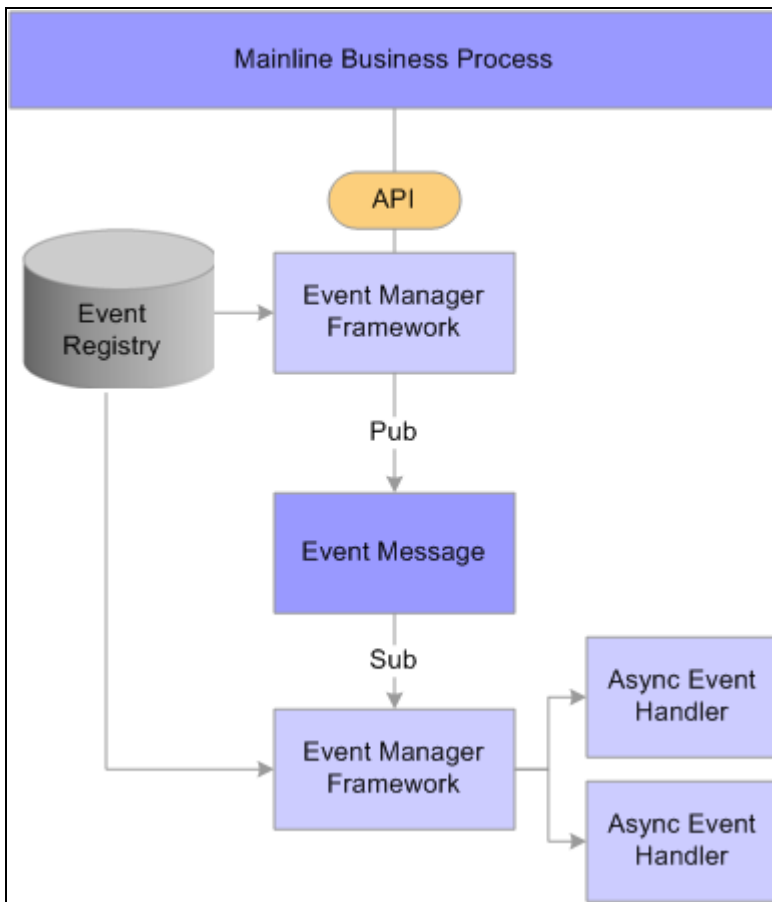 Mainline Business Process
API
Event
Registry
Event Manager
Framework
Pub
Event Message
Sub
Event Manager
Framework
Async Event
Handler
Async Event
Handler